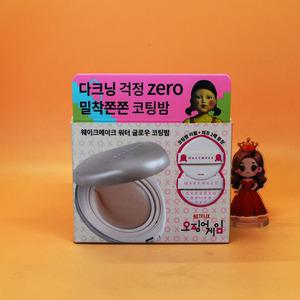 다크닝 걱정 zero
밀착쫀쫀 코팅밤
웨이크메이크 워터 글로우 코팅밤
WAKEMAKE
NETFLIX
오징어게임